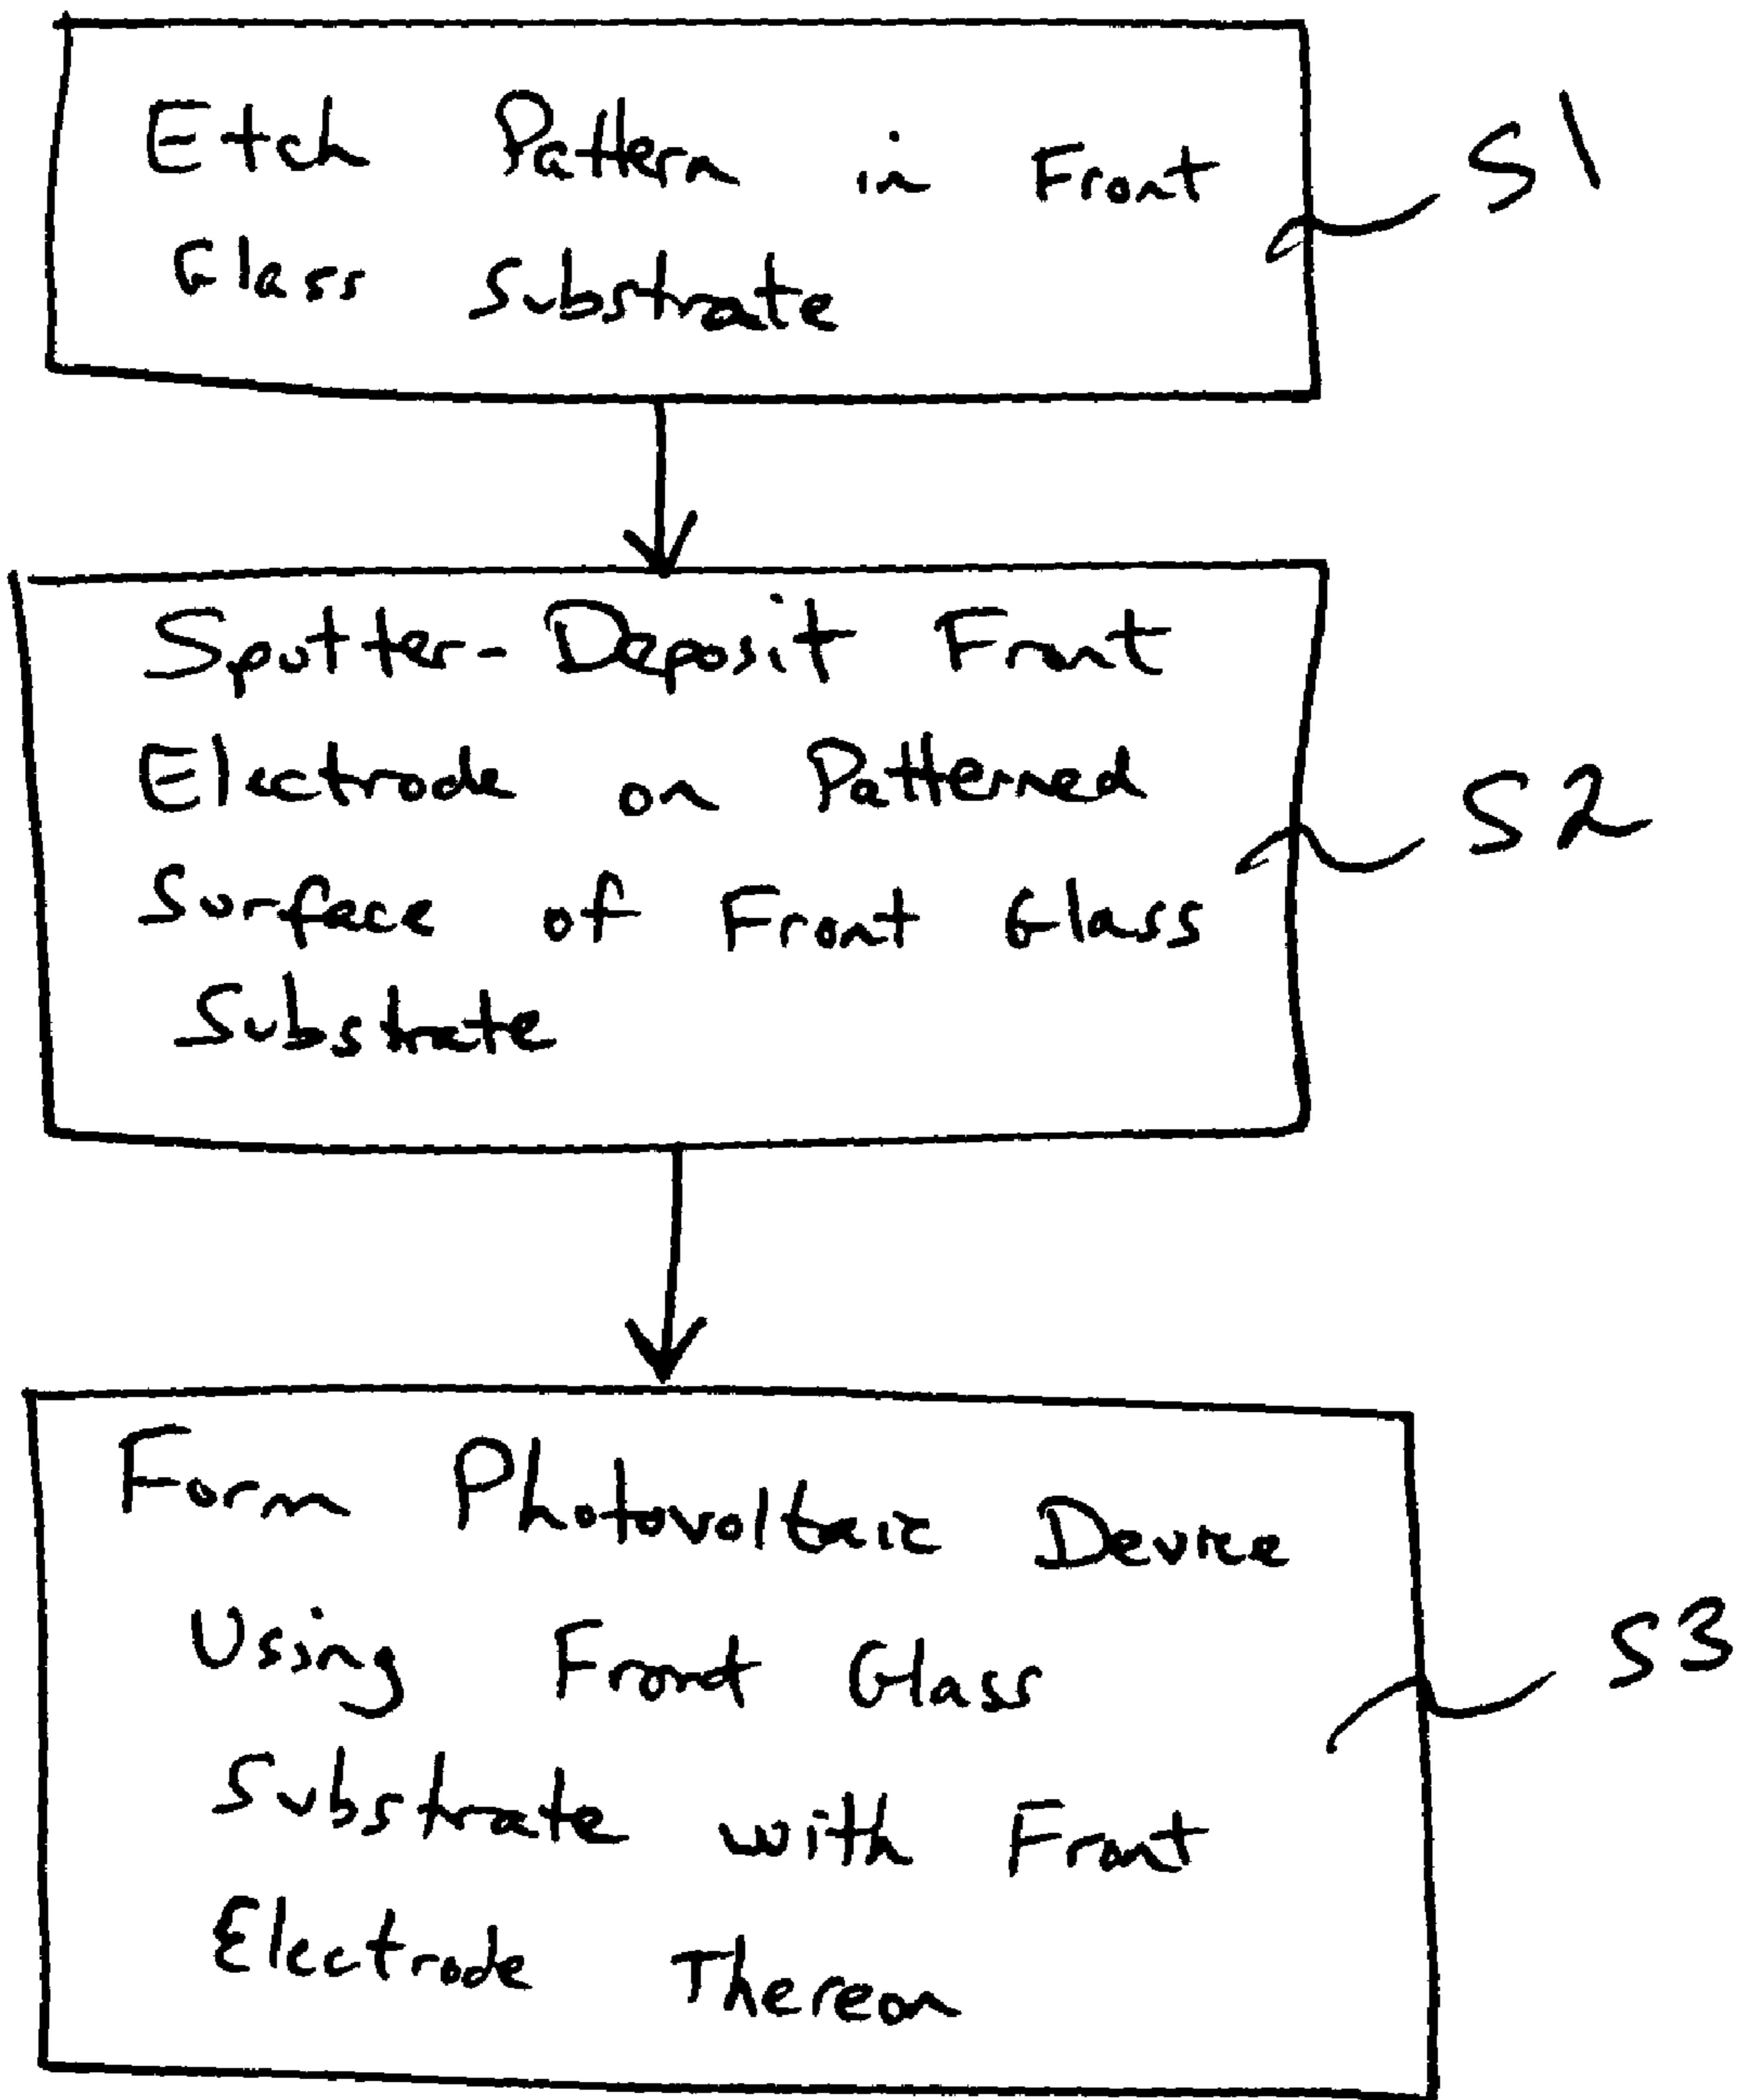 Etch Pattern in Front
Glass Substrate
S1
Sputter-Deposit Front
Electrode on Patterned
Surface of Front Glass
Substrate
S2
Form Photovoltaic Device
Using Front Glass
Substrate with Front
Electrode Thereon
S3